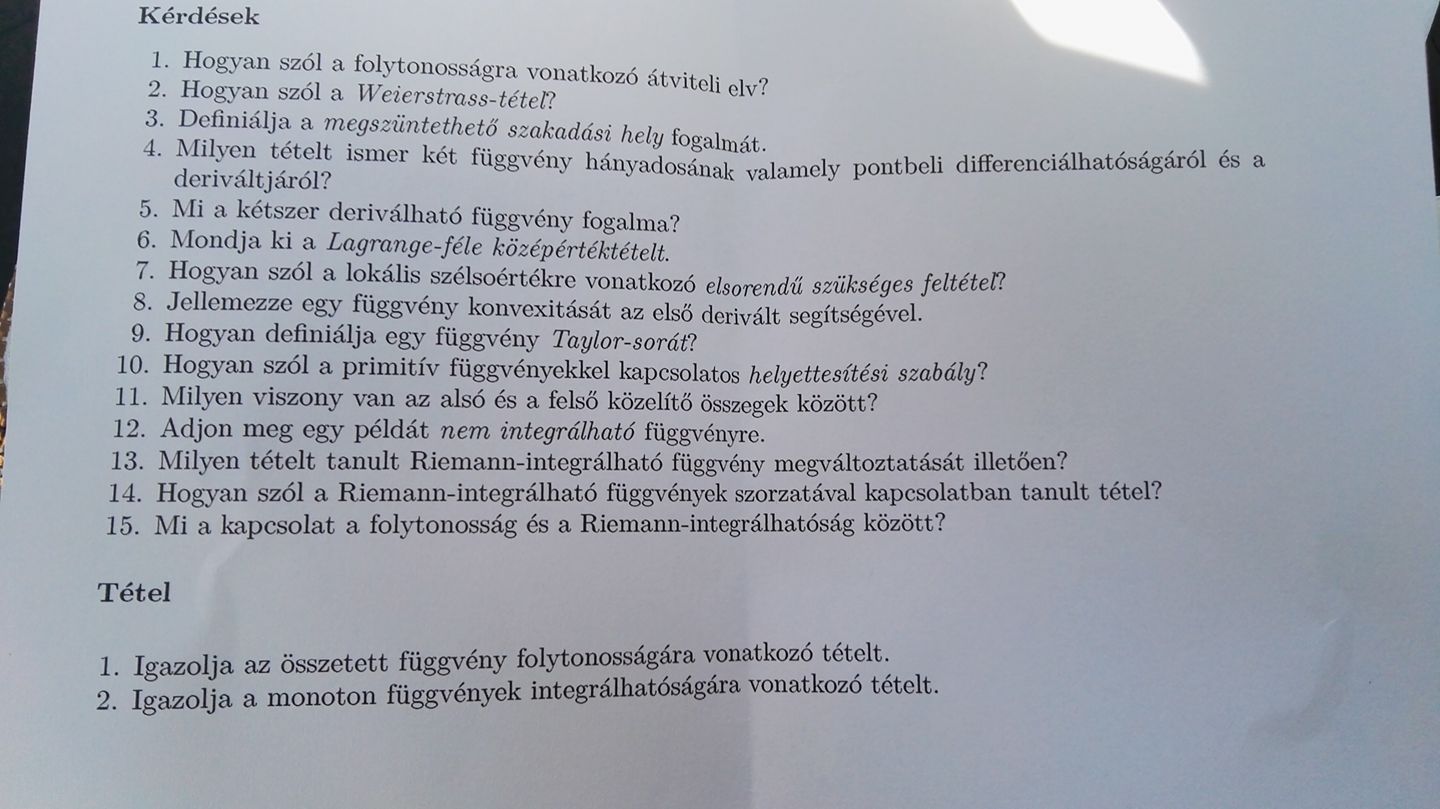 Kérdések
1. Hogyan szól a folytonosságra vonatkozó átviteli elv?
2. Hogyan szól a Weierstrass-tétel?
3. Definiálja a megszüntethető szakadási hely fogalmát.
4. Milyen tételt ismer két függvény hányadosának valamely pontbeli differenciálhatóságáról és a
deriváltjáról?
5. Mi a kétszer deriválható függvény fogalma?
6. Mondja ki a Lagrange-féle középértéktételt.
7. Hogyan szól a lokális szélsoértékre vonatkozó elsorendű szükséges feltétel?
8. Jellemezze egy függvény konvexitását az első derivált segítségével.
9. Hogyan definiálja egy függvény Taylor-sorát?
10. Hogyan szól a primitív függvényekkel kapcsolatos helyettesítési szabály?
11. Milyen viszony van az alsó és a felső közelítő összegek között?
12. Adjon meg egy példát nem integrálható függvényre.
13. Milyen tételt tanult Riemann-integrálható függvény megváltoztatását illetően?
14. Hogyan szól a Riemann-integrálható függvények szorzatával kapcsolatban tanult tétel?
15. Mi a kapcsolat a folytonosság és a Riemann-integrálhatóság között?
Tétel
1. Igazolja az összetett függvény folytonosságára vonatkozó tételt.
2. Igazolja a monoton függvények integrálhatóságára vonatkozó tételt.